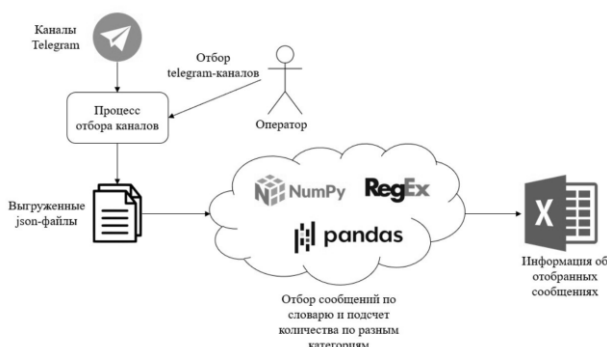 Каналы
Telegram
Отбор
telegram-каналов
Процесс
отбора каналов
Оператор
Выгруженные
json-файлы
NumPy
RegEx
pandas
X
Информация об
отобранных
сообщениях
Отбор сообщений по
словарю и подсчет
количества по разным
категориям